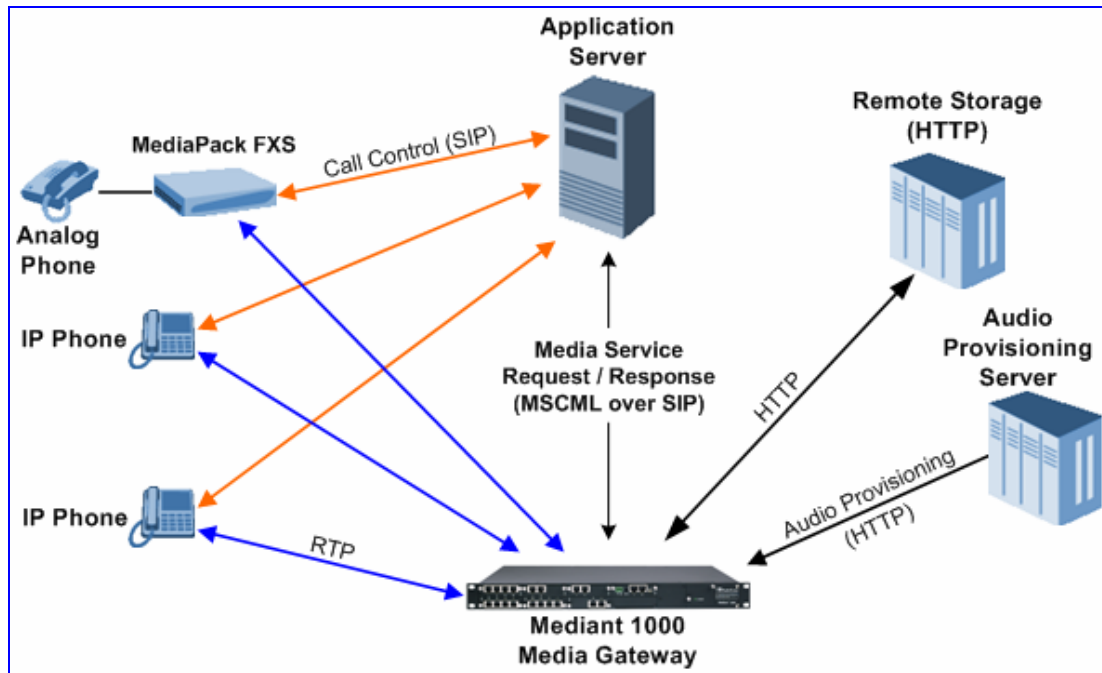 Application
Server
Remote Storage
(HTTP)
MediaPack FXS
Call Control (SIP)
Analog
Phone
IP Phone
Media Service
Request / Response
(MSCML over SIP)
HTTP
Audio
Provisioning
Server
IP Phone
RTP
Audio Provisioning
(HTTP)
Mediant 1000
Media Gateway